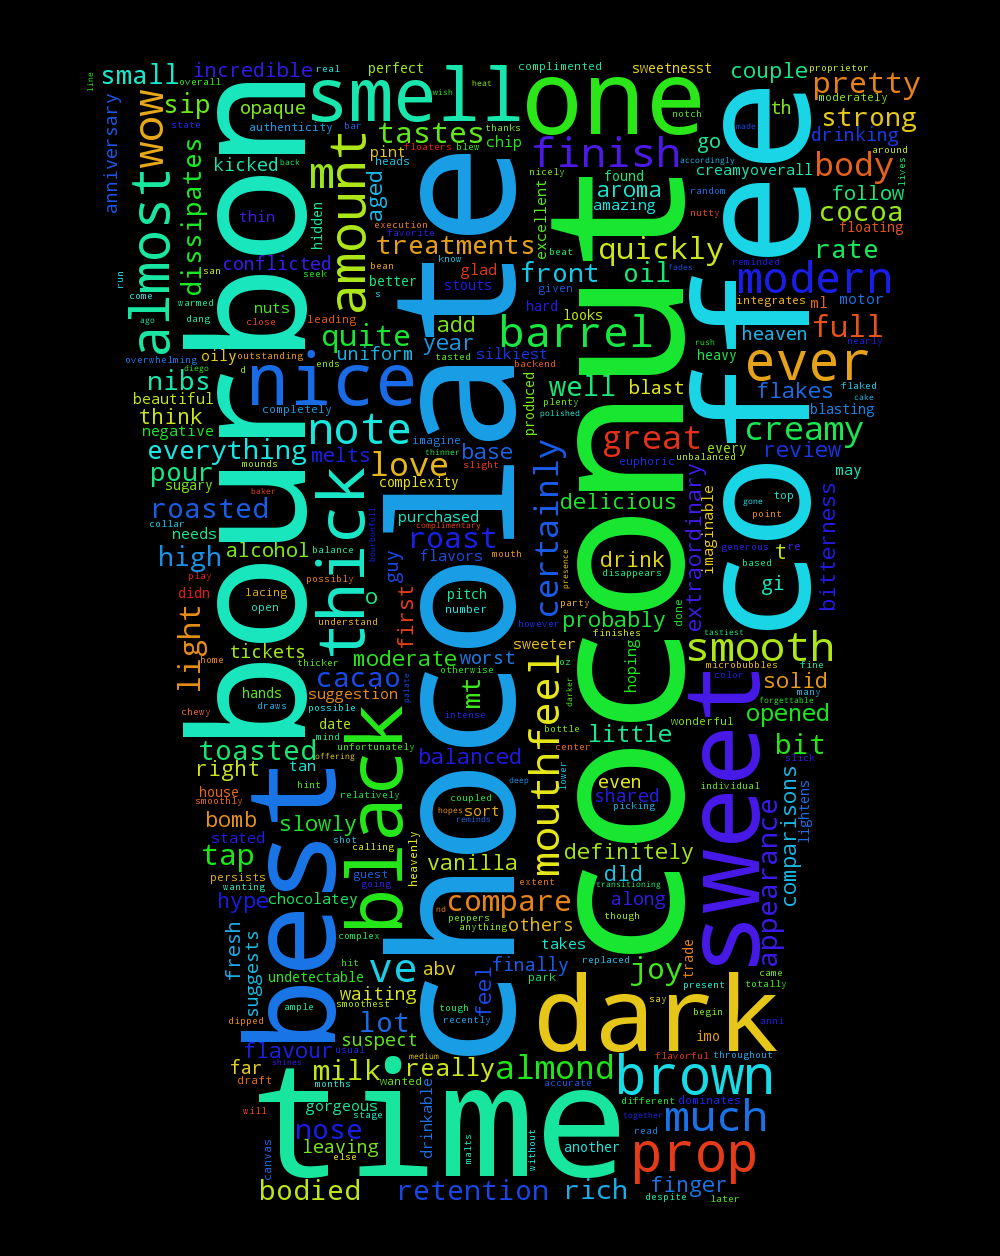 small
overall
incredible
real
perfect
complimented
sweetnesst
couple
proprietor
line
sip
opaque
smell
wish
heat
one
pretty
moderately
anniversary
wow
state
authenticity
bar
tastes
thanks
chip
notch
th
strong
drinking
made
pint
floaters
blew
finish
go
around
kicked
back
m
heads
nicely
found
accordingly
creamyoverall
body
lives
almost
dissipates
bourbon
thin
hidden
amount
aged
execution
favorite
excellent
aroma
amazing
random
nutty
follow
cocoa
floating
conflicted
san
seek
treatments
know
beat
quickly
reminded
rate
run
come
warmed
bean
better
s
glad
stouts
front
given
oil
fades
modern
ago
dang
nuts
close
leading
hard
looks
integrates
ml
motor
quite
add
year
barrel
heaven
full
rush
nearly
overwhelming
oily
outstanding
diego
d
ends
uniform
tasted
silkiest
backend
heavy
ever
nibs
nice
well
blast
flakes
flaked
cake
beautiful
completely
produced
plenty
polished
blasting
think
negative
note
imagine
thinner
great
every
creamy
everything
mounds
melts
love
base
slight
euphoric
unbalanced
review
pour
baker
sugary
thick
complexity
certainly
delicious
extraordinary
imaginable
may
roasted
collar
needs
bourbonfull
purchased
complimentary
roast
gone
top
point
bitterness
high
alcohol
balance
guy
flavors
mouth
drink
disappears
presence
generous
t
re
based
play
didn
possibly
lacing
open
o
first
pitch
number
party
gi
light
understand
however
probably
done
tastiest
tickets
home
thicker
moderate
otherwise
worst
sweeter
finishes
smooth
hoping
microbubbles
fine
hands
cacao
suggestion
palate
oz
color
solid
many
chewy
draws
possible
mt
intense
chocolate
coconut
coffee
darker
forgettable
date
mind
bottle
wonderful
opened
toasted
unfortunately
offering
balanced
center
little
bit
slick
right
tan
hint
best
black
relatively
mouthfeel
lower
deep
even
shared
picking
individual
sweet
house
smoothly
coupled
hopes
sort
reminds
bomb
slowly
shot
stated
calling
definitely
comparisons
lightens
appearance
tap
persists
wanting
heavenly
vanilla
guest
going
extent
dld
transitioning
hype
chocolatey
nd
compare
peppers
anything
others
along
though
fresh
suggests
complex
takes
hit
undetectable
ve
abv
finally
replaced
park
joy
trade
came
totally
present
waiting
smoothest
feel
dark
say
begin
ample
dipped
lot
tough
recently
imo
anni
suspect
flavour
usual
shines
medium
flavorful
throughout
far
draft
milk
months
really
wanted
almond
accurate
brown
different
dominates
will
time
gorgeous
stage
drinkable
together
much
nose
leaving
else
malts
without
another
read
prop
canvas
bodied
retention
rich
finger
despite
later